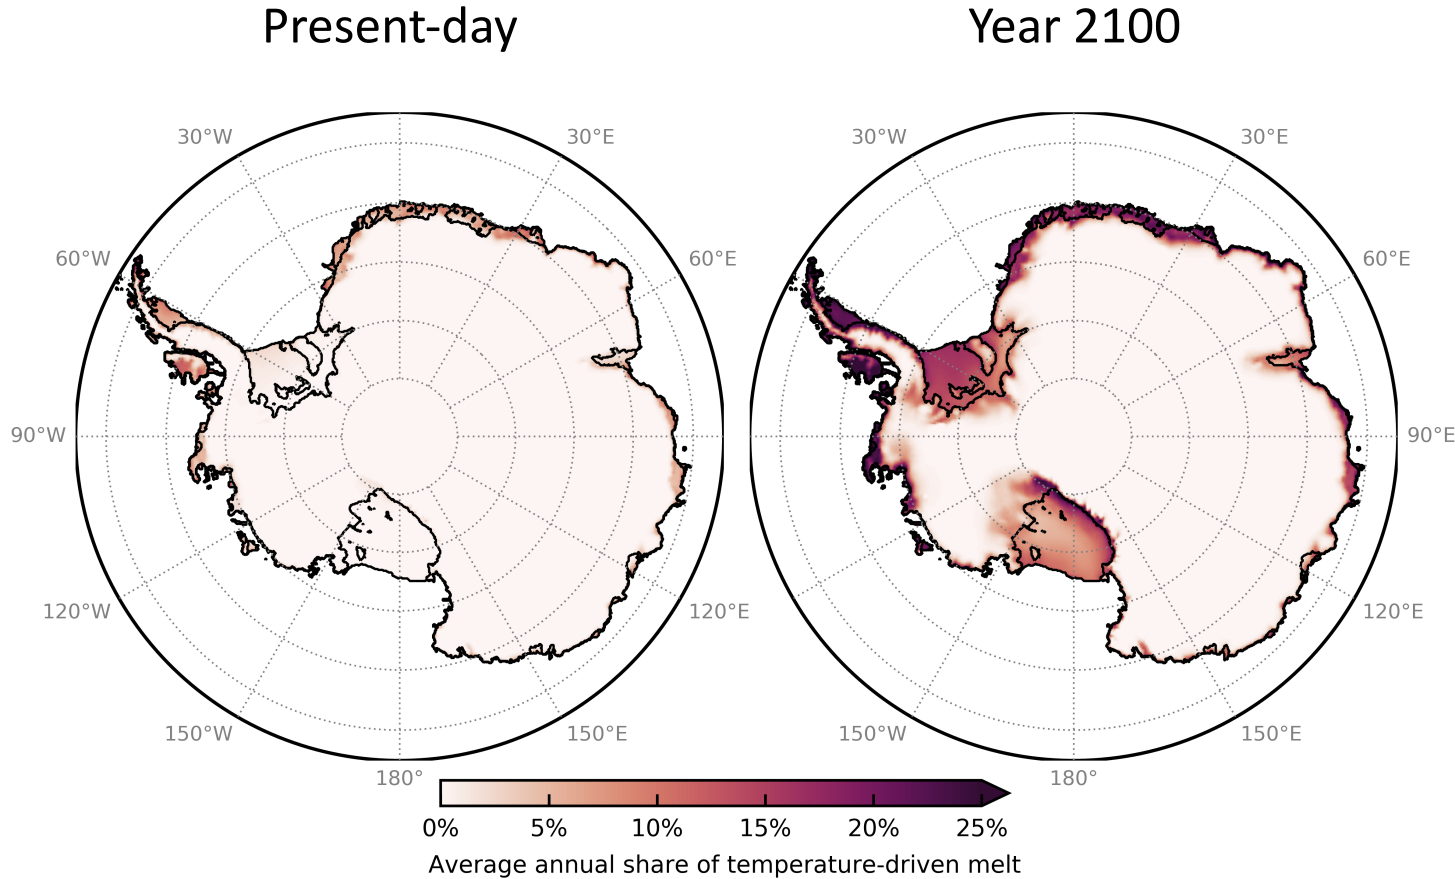 Present-day Year 2100
30°W 30°E 30°W 30°E
60°W 60°E 60°E
90°W 90°E
120°W 120°E 120°W 120°E
150°W 150°E 150°W 150°E
180° 180°
0% 5% 10% 15% 20% 25%
Average annual share of temperature-driven melt